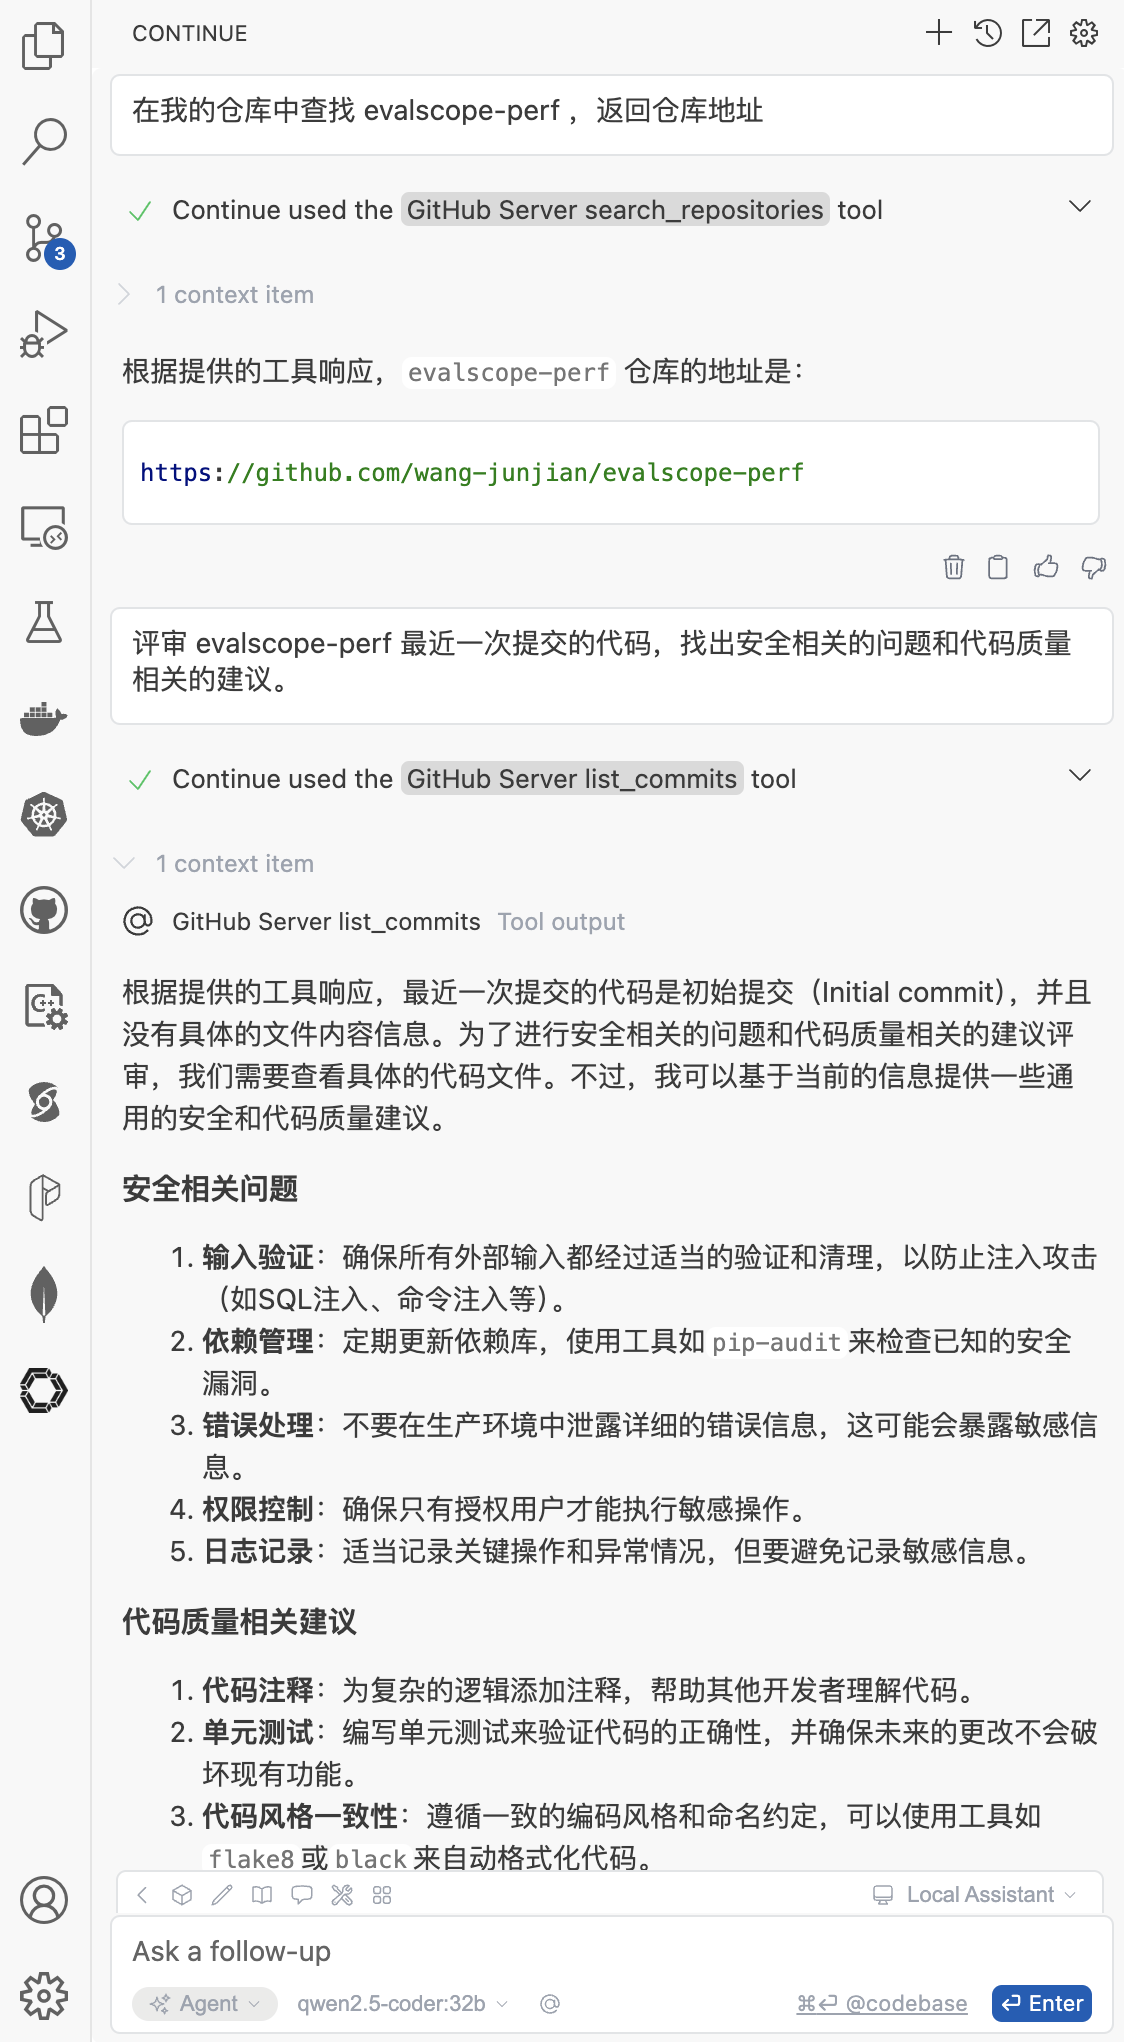 CONTINUE
在我的仓库中查找 evalscope-perf ，返回仓库地址
Continue used the GitHub Server search_repositories tool
3
1 context item
根据提供的工具响应，evalscope-perf 仓库的地址是：
https://github.com/wang-junjian/evalscope-perf
评审 evalscope-perf 最近一次提交的代码，找出安全相关的问题和代码质量
相关的建议。
Continue used the GitHub Server list_commits tool
1 context item
GitHub Server list_commits Tool output
根据提供的工具响应，最近一次提交的代码是初始提交（Initial commit），并且
没有具体的文件内容信息。为了进行安全相关的问题和代码质量相关的建议评
审，我们需要查看具体的代码文件。不过，我可以基于当前的信息提供一些通
用的安全和代码质量建议。
安全相关问题
1. 输入验证：确保所有外部输入都经过适当的验证和清理，以防止注入攻击
（如SQL注入、命令注入等）。
2. 依赖管理：定期更新依赖库，使用工具如 pip-audit 来检查已知的安全
漏洞。
3. 错误处理：不要在生产环境中泄露详细的错误信息，这可能会暴露敏感信
息。
4. 权限控制：确保只有授权用户才能执行敏感操作。
5. 日志记录：适当记录关键操作和异常情况，但要避免记录敏感信息。
代码质量相关建议
1. 代码注释：为复杂的逻辑添加注释，帮助其他开发者理解代码。
2. 单元测试：编写单元测试来验证代码的正确性，并确保未来的更改不会破
坏现有功能。
3. 代码风格一致性：遵循一致的编码风格和命名约定，可以使用工具如
flake8 或 black 来自动格式化代码。
Local Assistant
Ask a follow-up
Agent qwen2.5-coder:32b @ ⌘⏎ @codebase ⏎ Enter